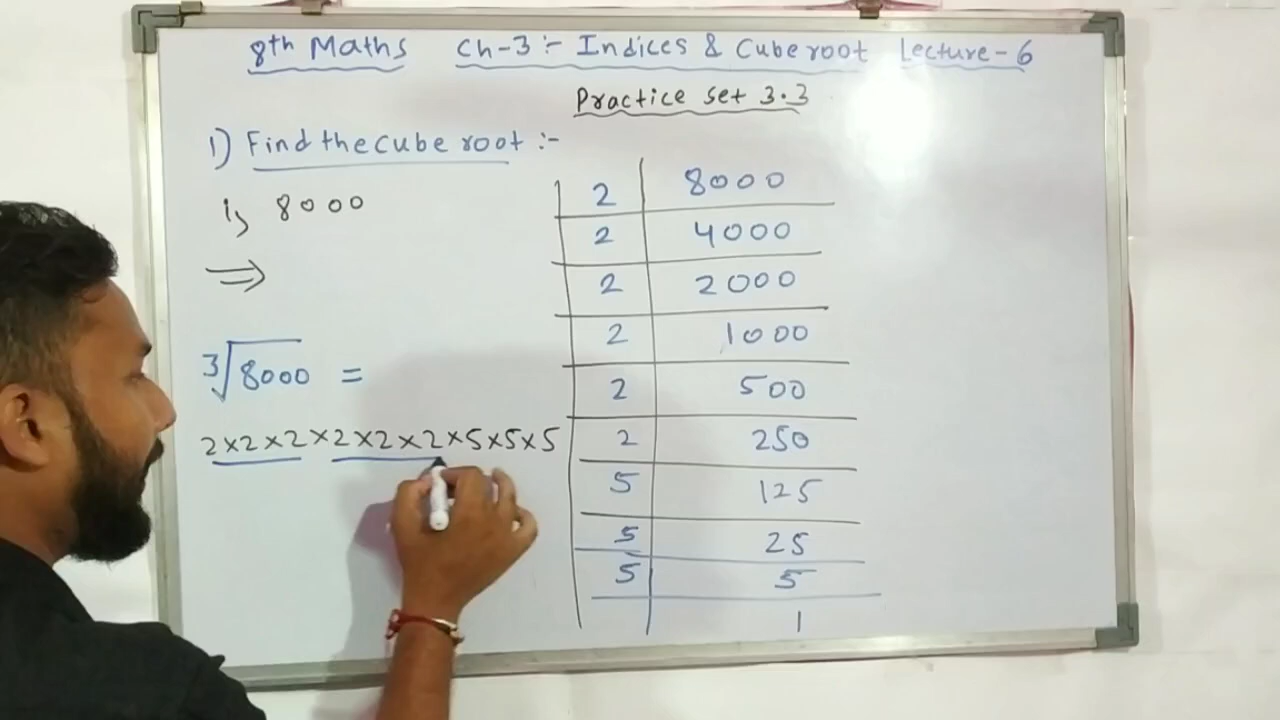 8th Maths Ch-3 :- Indices & Cube root Lecture - 6
Practice set 3.3
1) Find the cube root :-
i, 8000
⇒
∛8000 =
2×2×2×2×2×2×5×5×5
2 | 8000
2 | 4000
2 | 2000
2 | 1000
2 | 500
2 | 250
5 | 125
5 | 25
5 | 5
1